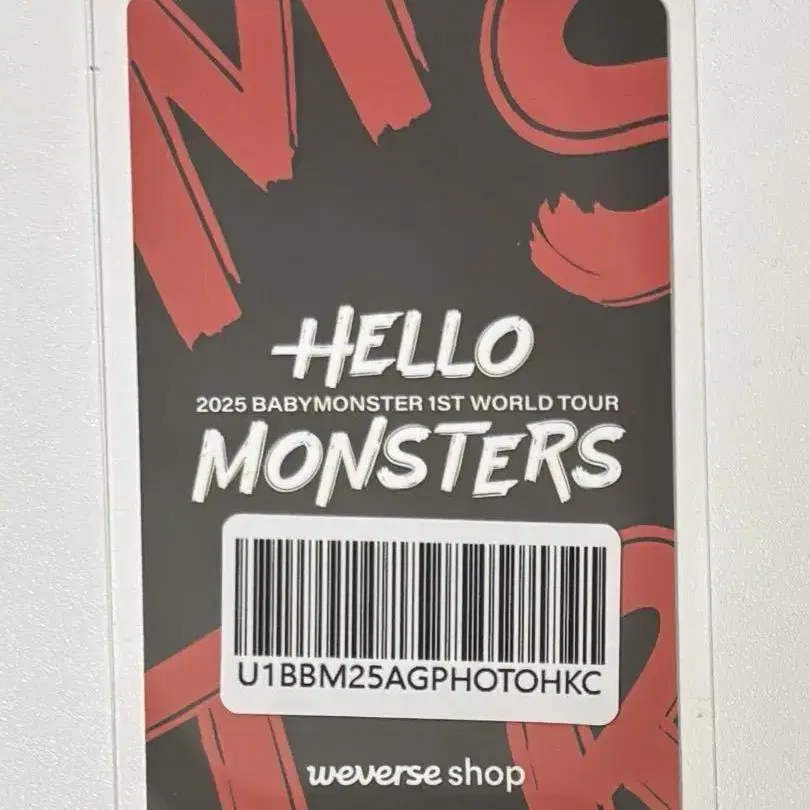 HELLO
2025 BABYMONSTER 1ST WORLD TOUR
MONSTERS
U1BBM25AGPHOTOHKC
weverse shop